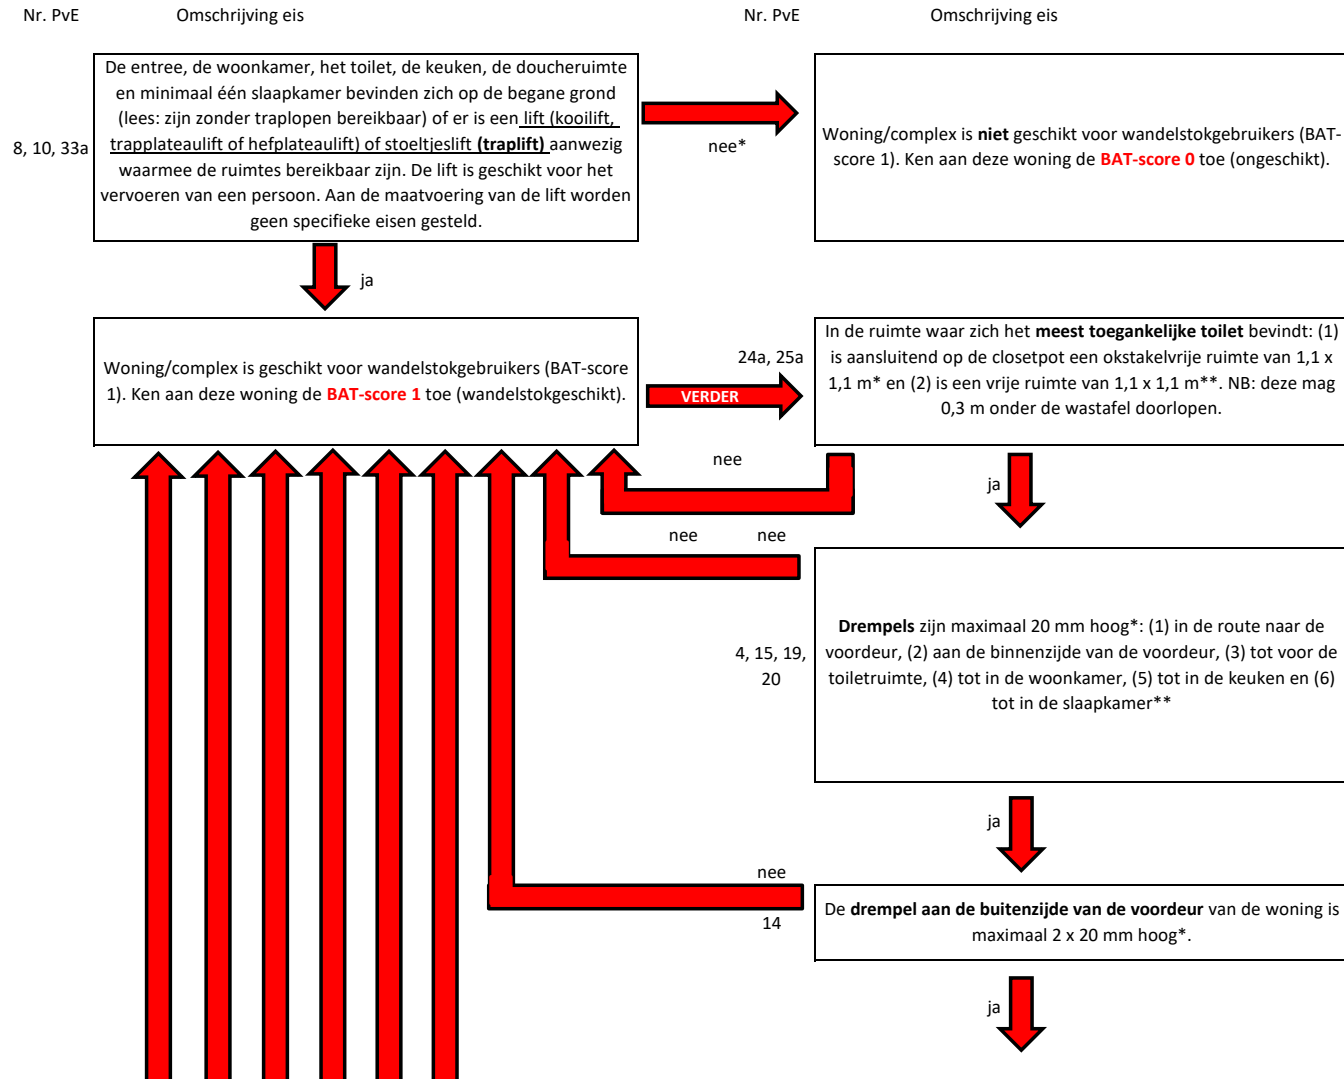 Nr. PvE
Omschrijving eis
Nr. PvE
Omschrijving eis
8, 10, 33a
De entree, de woonkamer, het toilet, de keuken, de doucheruimte
en minimaal één slaapkamer bevinden zich op de begane grond
(lees: zijn zonder traplopen bereikbaar) of er is een lift (kooilift,
trapplateaulift of hefplateaulift) of stoeltjeslift (traplift) aanwezig
waarmee de ruimtes bereikbaar zijn. De lift is geschikt voor het
vervoeren van een persoon. Aan de maatvoering van de lift worden
geen specifieke eisen gesteld.
nee*
Woning/complex is niet geschikt voor wandelstokgebruikers (BAT-
score 1). Ken aan deze woning de BAT-score 0 toe (ongeschikt).
ja
Woning/complex is geschikt voor wandelstokgebruikers (BAT-score
1). Ken aan deze woning de BAT-score 1 toe (wandelstokgeschikt).
VERDER
24a, 25a
In de ruimte waar zich het meest toegankelijke toilet bevindt: (1)
is aansluitend op de closetpot een okstakelvrije ruimte van 1,1 x
1,1 m* en (2) is een vrije ruimte van 1,1 x 1,1 m**. NB: deze mag
0,3 m onder de wastafel doorlopen.
nee
ja
nee
nee
4, 15, 19,
20
Drempels zijn maximaal 20 mm hoog*: (1) in de route naar de
voordeur, (2) aan de binnenzijde van de voordeur, (3) tot voor de
toiletruimte, (4) tot in de woonkamer, (5) tot in de keuken en (6)
tot in de slaapkamer**
ja
nee
14
De drempel aan de buitenzijde van de voordeur van de woning is
maximaal 2 x 20 mm hoog*.
ja